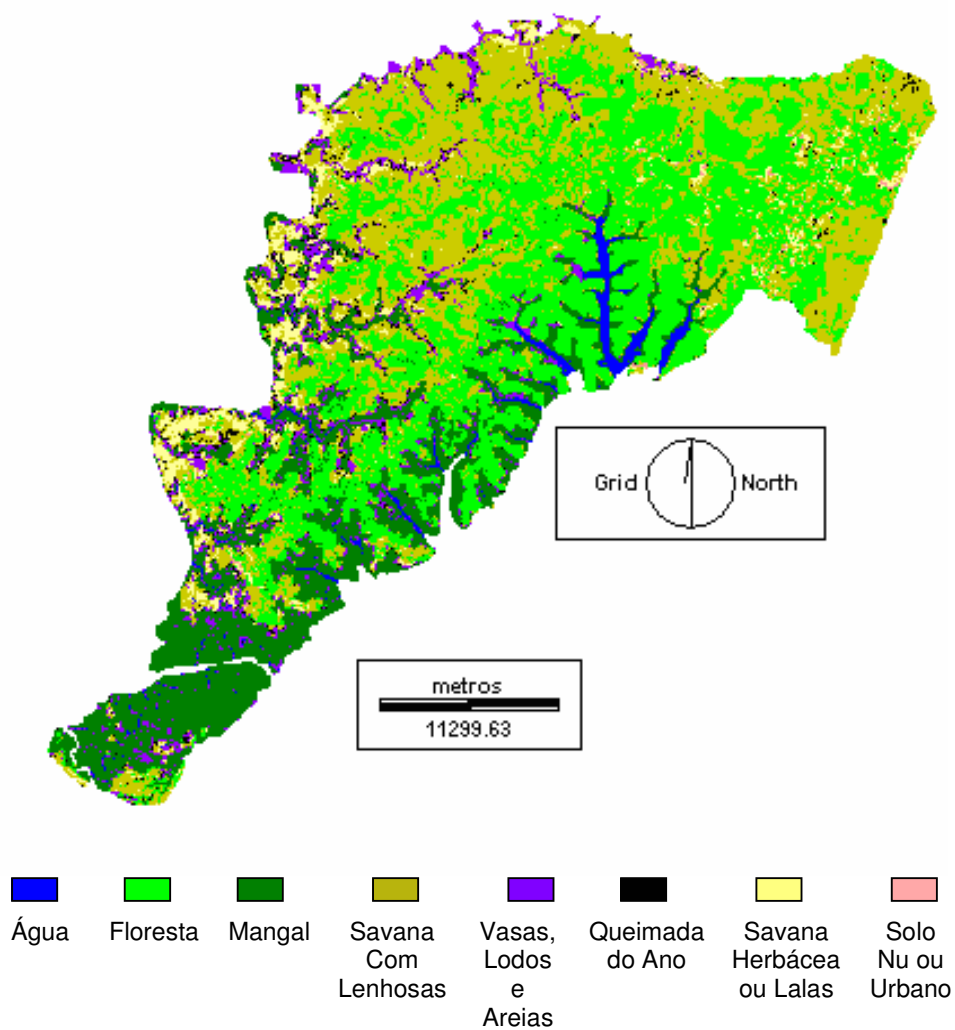 Grid North
metros
11299.63
Água
Floresta
Mangal
Savana
Com
Lenhosas
Vasas,
Lodos
e
Areias
Queimada
do Ano
Savana
Herbácea
ou Lalas
Solo
Nu ou
Urbano